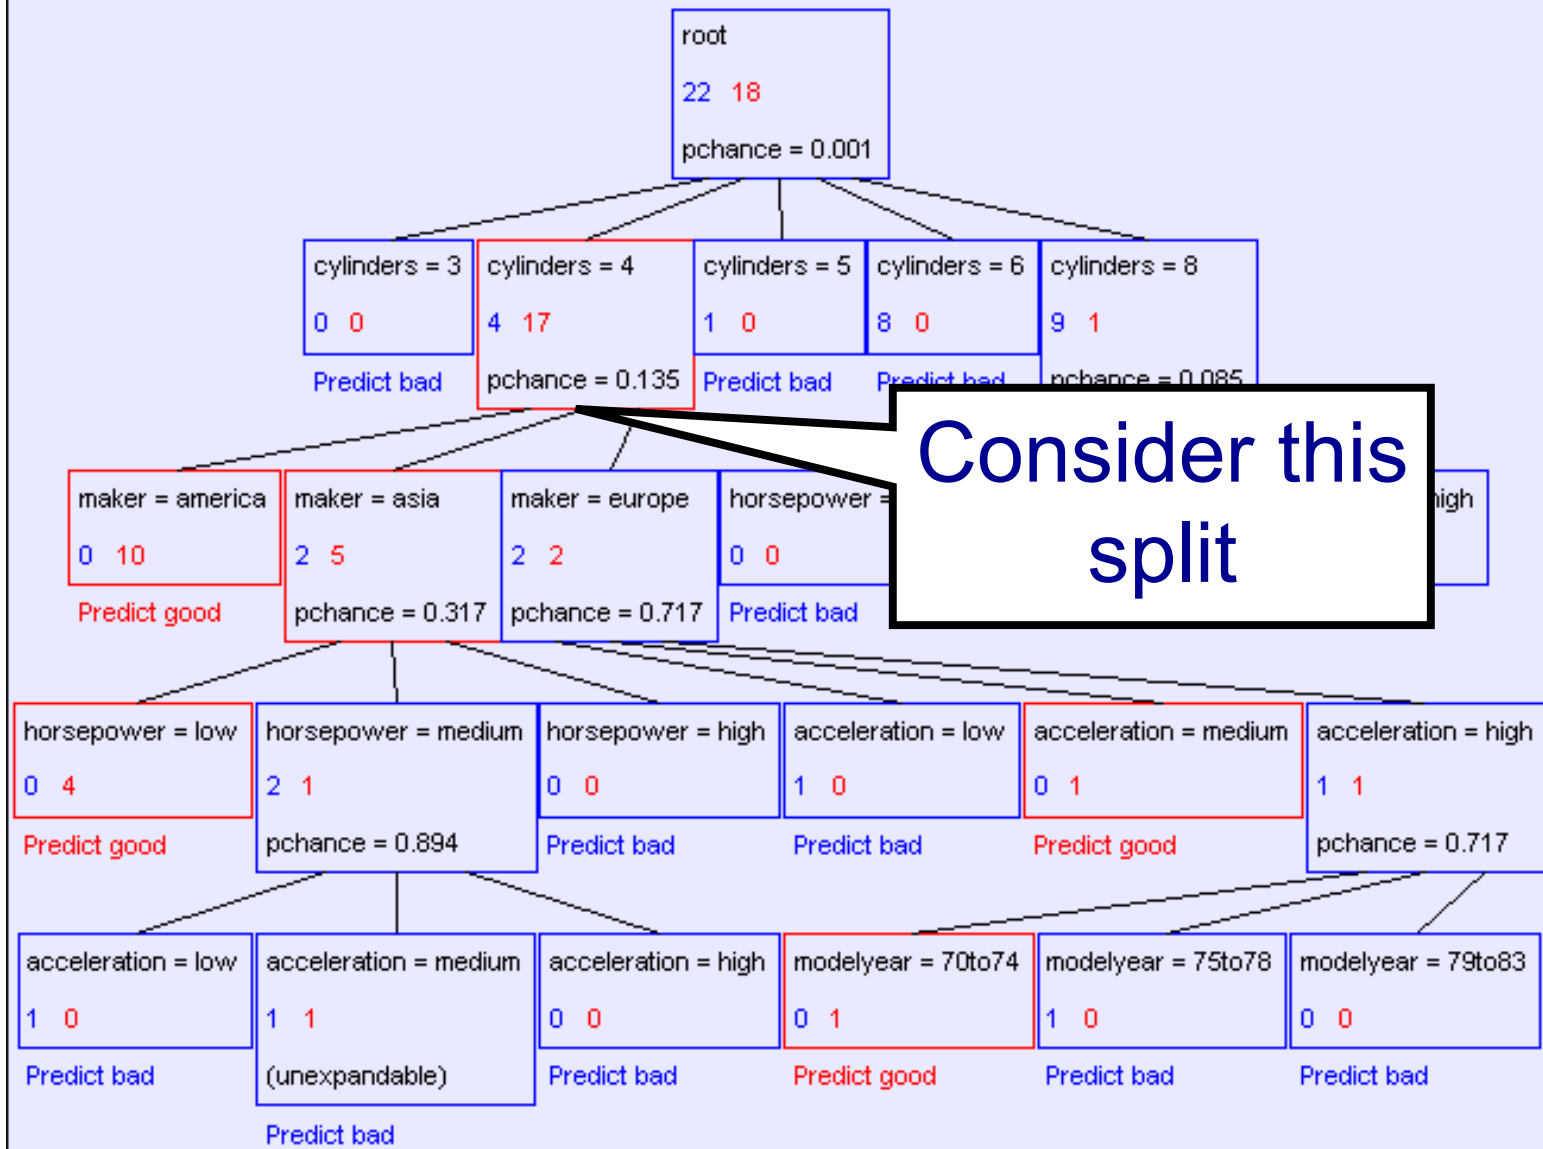 root
22 18
pchance = 0.001
cylinders = 3
0 0
Predict bad
cylinders = 4
4 17
pchance = 0.135
cylinders = 5
1 0
Predict bad
cylinders = 6
8 0
Predict bad
cylinders = 8
9 1
pchance = 0.085
Consider this
split
maker = america
0 10
Predict good
maker = asia
2 5
pchance = 0.317
maker = europe
2 2
pchance = 0.717
horsepower =
0 0
Predict bad
high
horsepower = low
0 4
Predict good
horsepower = medium
2 1
pchance = 0.894
horsepower = high
0 0
Predict bad
acceleration = low
1 0
Predict bad
acceleration = medium
0 1
Predict good
acceleration = high
1 1
pchance = 0.717
acceleration = low
1 0
Predict bad
acceleration = medium
1 1
(unexpandable)
Predict bad
acceleration = high
0 0
Predict bad
modelyear = 70to74
0 1
Predict good
modelyear = 75to78
1 0
Predict bad
modelyear = 79to83
0 0
Predict bad